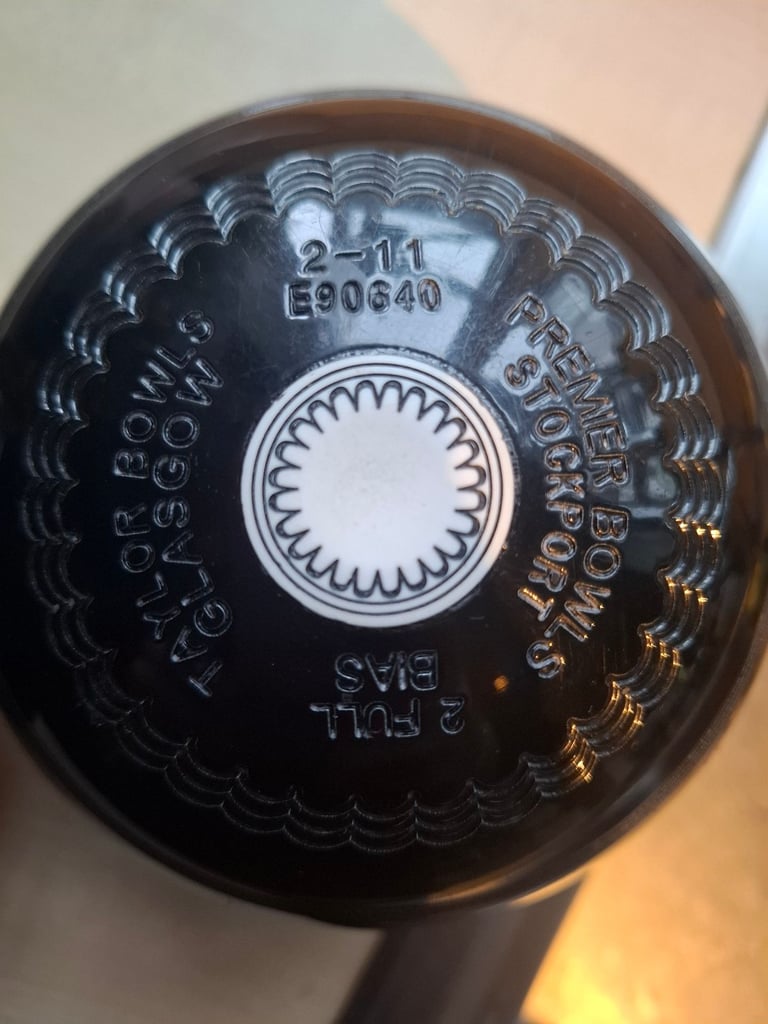 2-11
E90640
PREMIER BOWLS
STOCKPORT
2 FULL
BIAS
TAYLOR BOWLS
GLASGOW